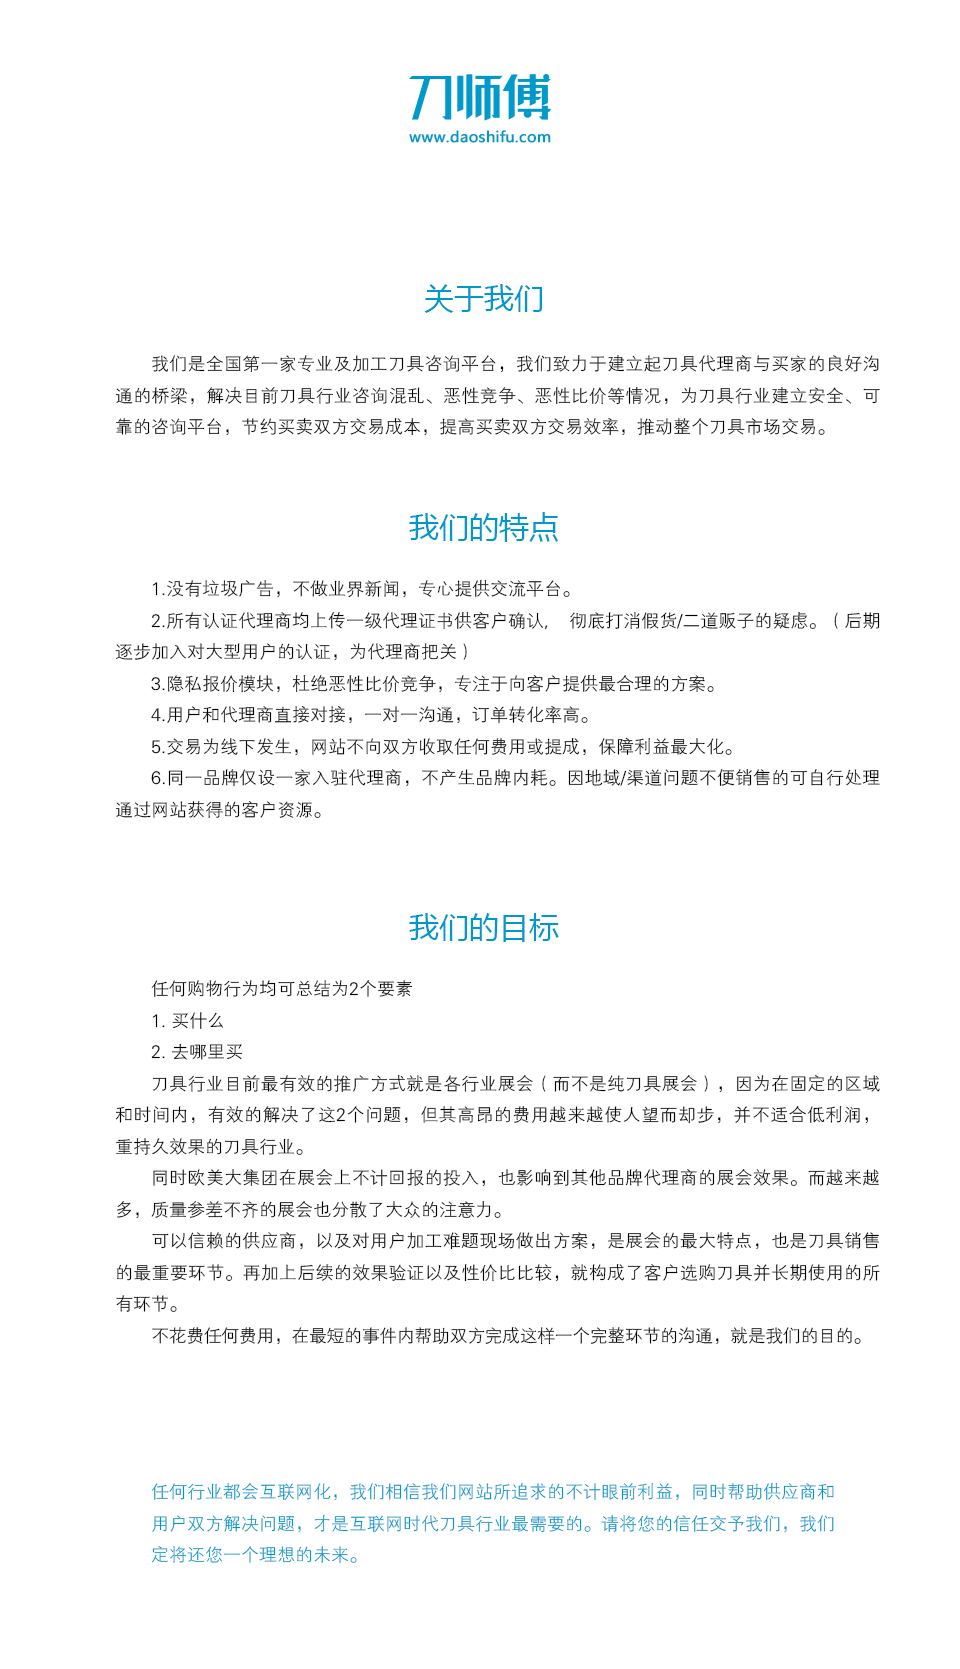 刀师傅
www.daoshifu.com
关于我们
我们是全国第一家专业及加工刀具咨询平台，我们致力于建立起刀具代理商与买家的良好沟
通的桥梁，解决目前刀具行业咨询混乱、恶性竞争、恶性比价等情况，为刀具行业建立安全、可
靠的咨询平台，节约买卖双方交易成本，提高买卖双方交易效率，推动整个刀具市场交易。
我们的特点
1.没有垃圾广告，不做业界新闻，专心提供交流平台。
2.所有认证代理商均上传一级代理证书供客户确认， 彻底打消假货/二道贩子的疑虑。（后期
逐步加入对大型用户的认证，为代理商把关）
3.隐私报价模块，杜绝恶性比价竞争，专注于向客户提供最合理的方案。
4.用户和代理商直接对接，一对一沟通，订单转化率高。
5.交易为线下发生，网站不向双方收取任何费用或提成，保障利益最大化。
6.同一品牌仅设一家入驻代理商，不产生品牌内耗。因地域/渠道问题不便销售的可自行处理
通过网站获得的客户资源。
我们的目标
任何购物行为均可总结为2个要素
1. 买什么
2. 去哪里买
刀具行业目前最有效的推广方式就是各行业展会（而不是纯刀具展会），因为在固定的区域
和时间内，有效的解决了这2个问题，但其高昂的费用越来越使人望而却步，并不适合低利润，
重持久效果的刀具行业。
同时欧美大集团在展会上不计回报的投入，也影响到其他品牌代理商的展会效果。而越来越
多，质量参差不齐的展会也分散了大众的注意力。
可以信赖的供应商，以及对用户加工难题现场做出方案，是展会的最大特点，也是刀具销售
的最重要环节。再加上后续的效果验证以及性价比比较，就构成了客户选购刀具并长期使用的所
有环节。
不花费任何费用，在最短的事件内帮助双方完成这样一个完整环节的沟通，就是我们的目的。
任何行业都会互联网化，我们相信我们网站所追求的不计眼前利益，同时帮助供应商和
用户双方解决问题，才是互联网时代刀具行业最需要的。请将您的信任交予我们，我们
定将还您一个理想的未来。